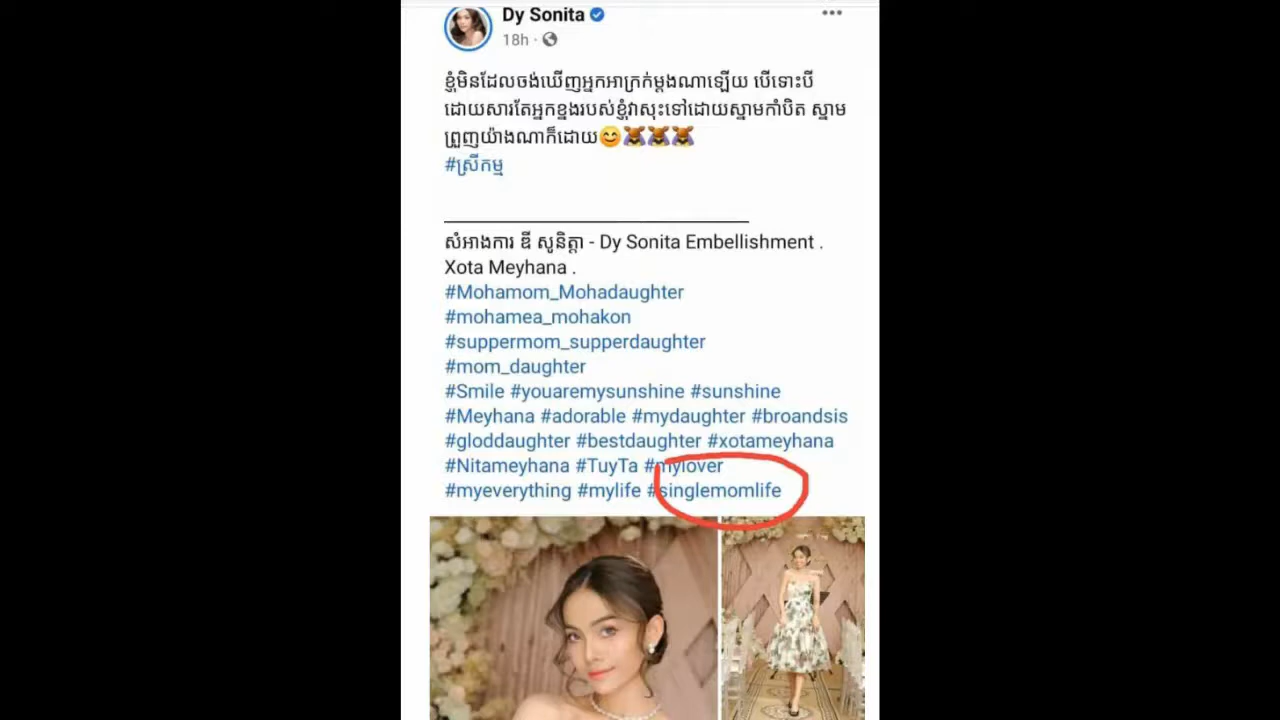 Dy Sonita
18h
ខ្ញុំមិនដែលចង់ឃើញអ្នកអាក្រក់ម្ដងណាឡើយ បើទោះបី
ដោយសារតែអ្នកខ្នងរបស់ខ្ញុំវាសុះទៅដោយស្នាមកាំបិត ស្នាម
ព្រួញយ៉ាងណាក៏ដោយ😊
#ស្រីកម្ម
សំអាងការ ឌី សូនិត្តា - Dy Sonita Embellishment .
Xota Meyhana .
#Mohamom_Mohadaughter
#mohamea_mohakon
#suppermom_supperdaughter
#mom_daughter
#Smile #youaremysunshine #sunshine
#Meyhana #adorable #mydaughter #broandsis
#gloddaughter #bestdaughter #xotameyhana
#Nitameyhana #TuyTa #mylover
#myeverything #mylife #singlemomlife